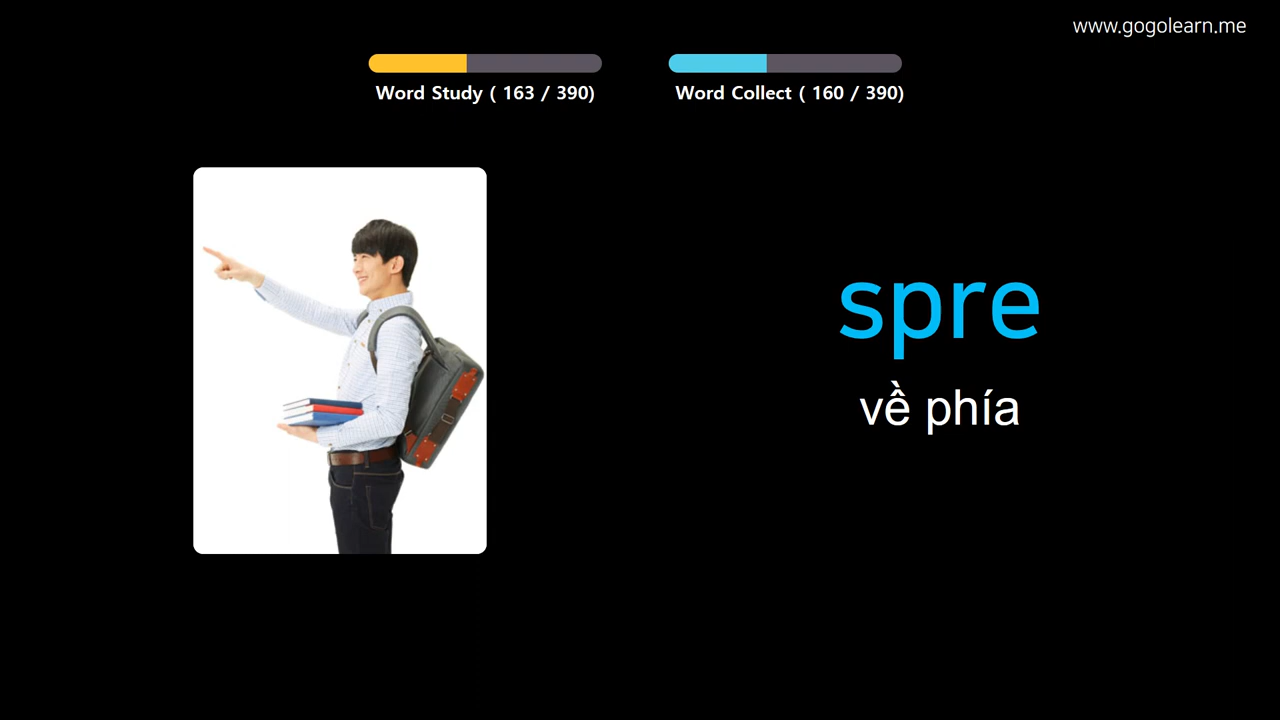 www.gogolearn.me
Word Study ( 163 / 390)
Word Collect ( 160 / 390)
spre
về phía